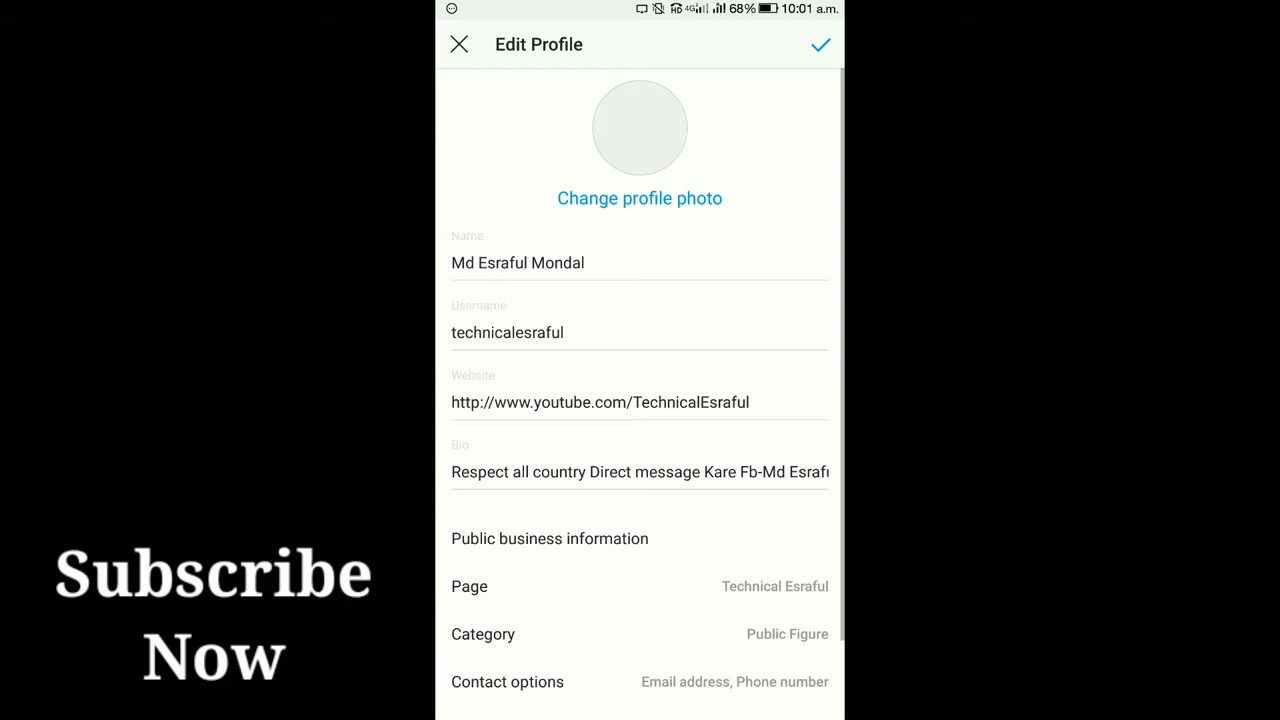 68% 10:01 a.m.
Edit Profile
Change profile photo
Name
Md Esraful Mondal
Username
technicalesraful
Website
http://www.youtube.com/TechnicalEsraful
Bio
Respect all country Direct message Kare Fb-Md Esrafu
Public business information
Page Technical Esraful
Category Public Figure
Contact options Email address, Phone number
Subscribe
Now